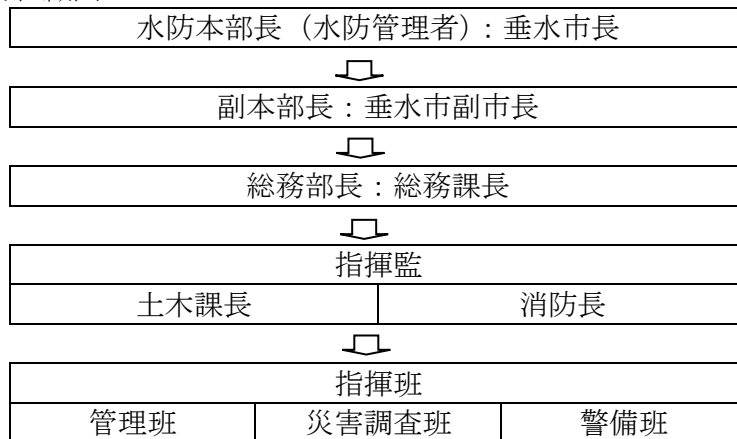 水防本部長（水防管理者）：垂水市長
副本部長：垂水市副市長
総務部長：総務課長
指揮監
土木課長 消防長
指揮班
管理班 災害調査班 警備班